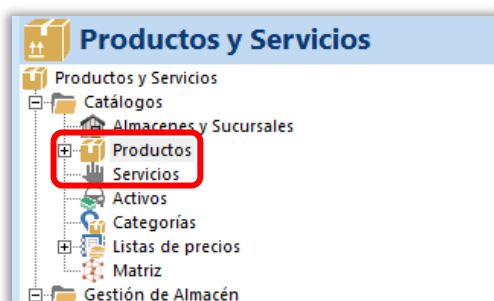 Productos y Servicios
Productos y Servicios
Catálogos
Almacenes y Sucursales
Productos
Servicios
Activos
Categorías
Listas de precios
Matriz
Gestión de Almacén